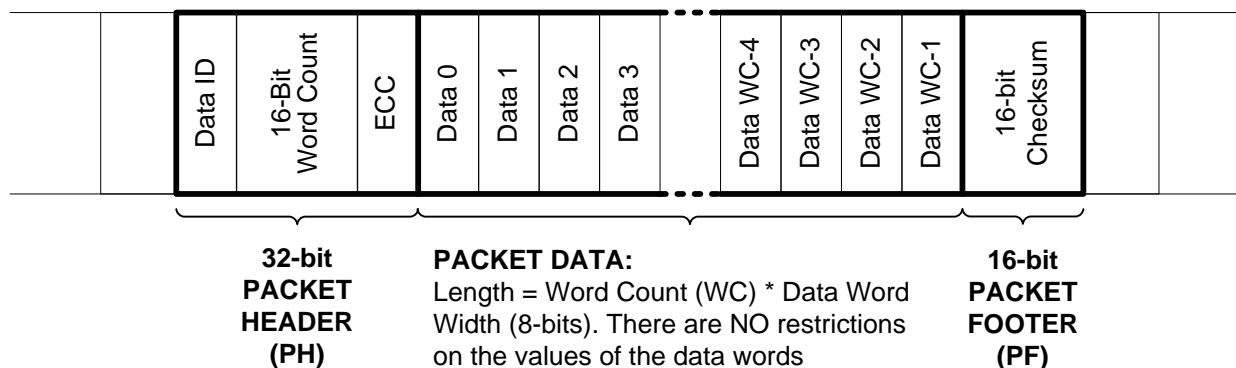 Data ID
16-Bit
Word Count
ECC
Data 0
Data 1
Data 2
Data 3
Data WC-4
Data WC-3
Data WC-2
Data WC-1
16-bit
Checksum
32-bit
PACKET
HEADER
(PH)
PACKET DATA:
Length = Word Count (WC) * Data Word
Width (8-bits). There are NO restrictions
on the values of the data words
16-bit
PACKET
FOOTER
(PF)